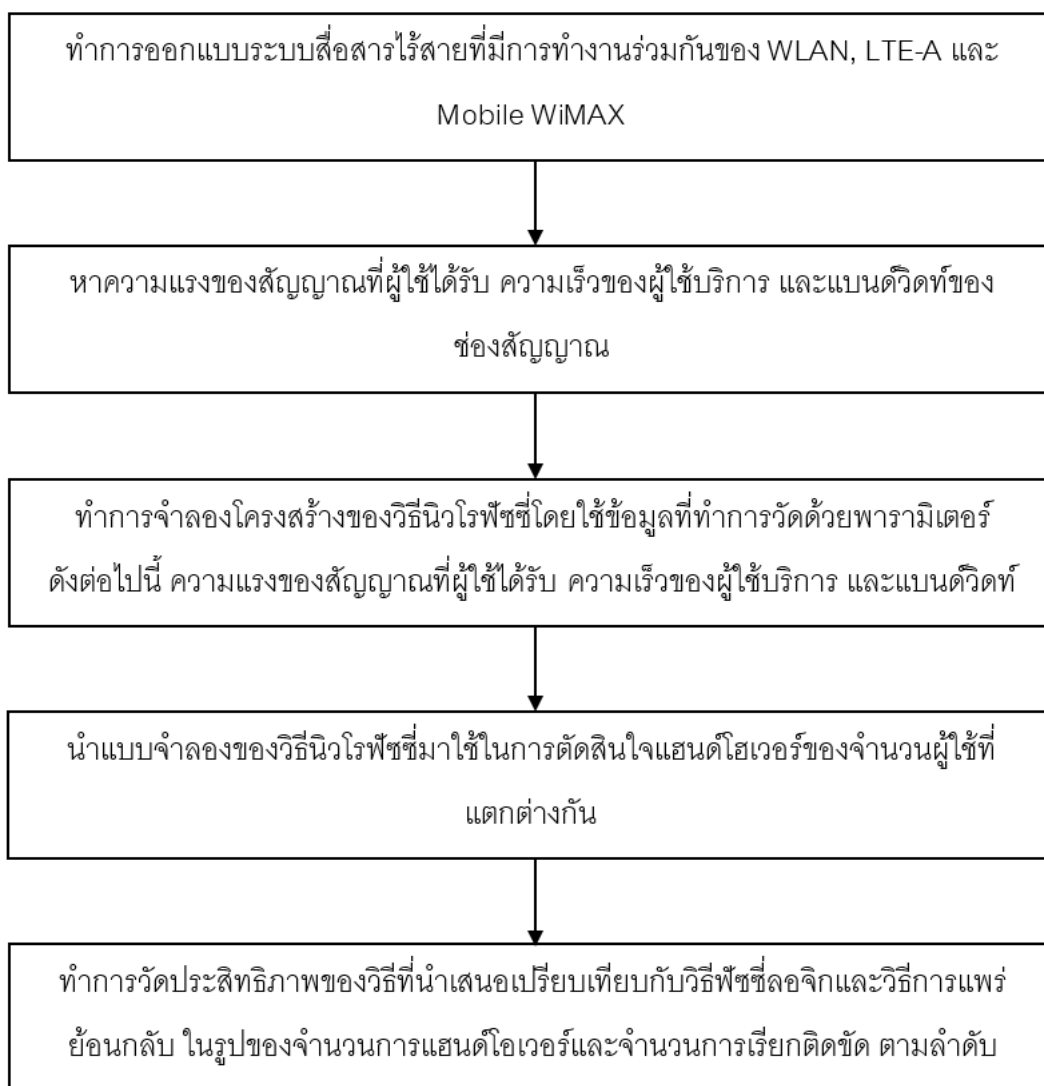 ทำการออกแบบระบบสื่อสารไร้สายที่มีการทำงานร่วมกันของ WLAN, LTE-A และ
Mobile WiMAX
หาความแรงของสัญญาณที่ผู้ใช้ได้รับ ความเร็วของผู้ใช้บริการ และแบนด์วิดท์ของ
ช่องสัญญาณ
ทำการจำลองโครงสร้างของวิธีนิวโรฟัซซี่โดยใช้ข้อมูลที่ทำการวัดด้วยพารามิเตอร์
ดังต่อไปนี้ ความแรงของสัญญาณที่ผู้ใช้ได้รับ ความเร็วของผู้ใช้บริการ และแบนด์วิดท์
นำแบบจำลองของวิธีนิวโรฟัซซี่มาใช้ในการตัดสินใจแฮนด์โฮเวอร์ของจำนวนผู้ใช้ที่
แตกต่างกัน
ทำการวัดประสิทธิภาพของวิธีที่นำเสนอเปรียบเทียบกับวิธีฟัซซี่ลอจิกและวิธีการแพร่
ย้อนกลับ ในรูปของจำนวนการแฮนด์โอเวอร์และจำนวนการเรียกติดขัด ตามลำดับ